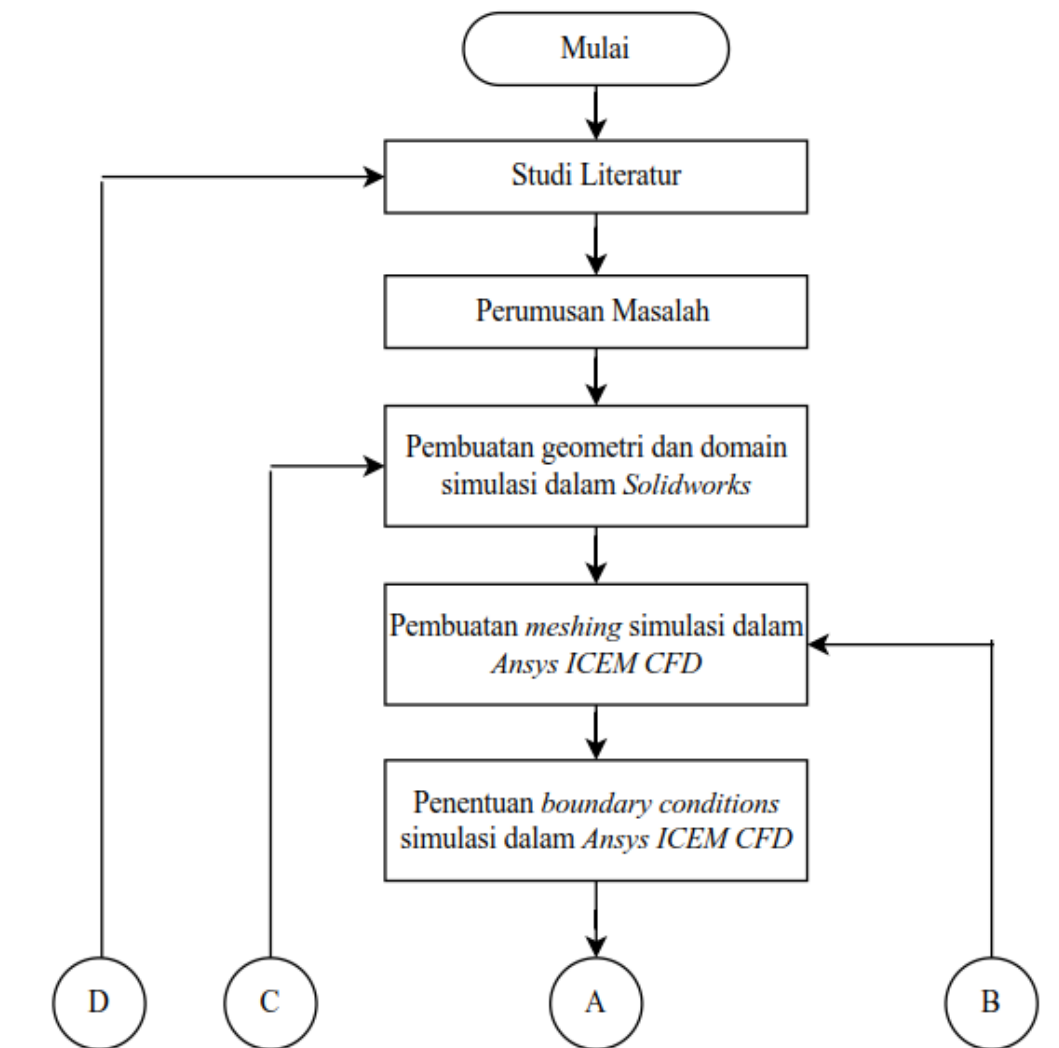 Mulai
Studi Literatur
Perumusan Masalah
Pembuatan geometri dan domain
simulasi dalam Solidworks
Pembuatan meshing simulasi dalam
Ansys ICEM CFD
Penentuan boundary conditions
simulasi dalam Ansys ICEM CFD
D
C
A
B